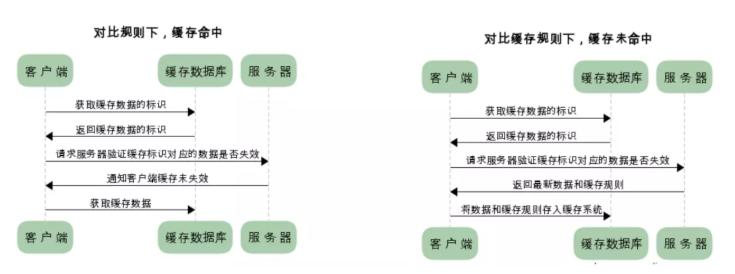 对比规则下，缓存命中
客户端
缓存数据库
服务器
获取缓存数据的标识
返回缓存数据的标识
请求服务器验证缓存标识对应的数据是否失效
通知客户端缓存未失效
获取缓存数据
客户端
缓存数据库
服务器
对比缓存规则下，缓存未命中
客户端
缓存数据库
服务器
获取缓存数据的标识
返回缓存数据的标识
请求服务器验证缓存标识对应的数据是否失效
返回最新数据和缓存规则
将数据和缓存规则存入缓存系统
客户端
缓存数据库
服务器